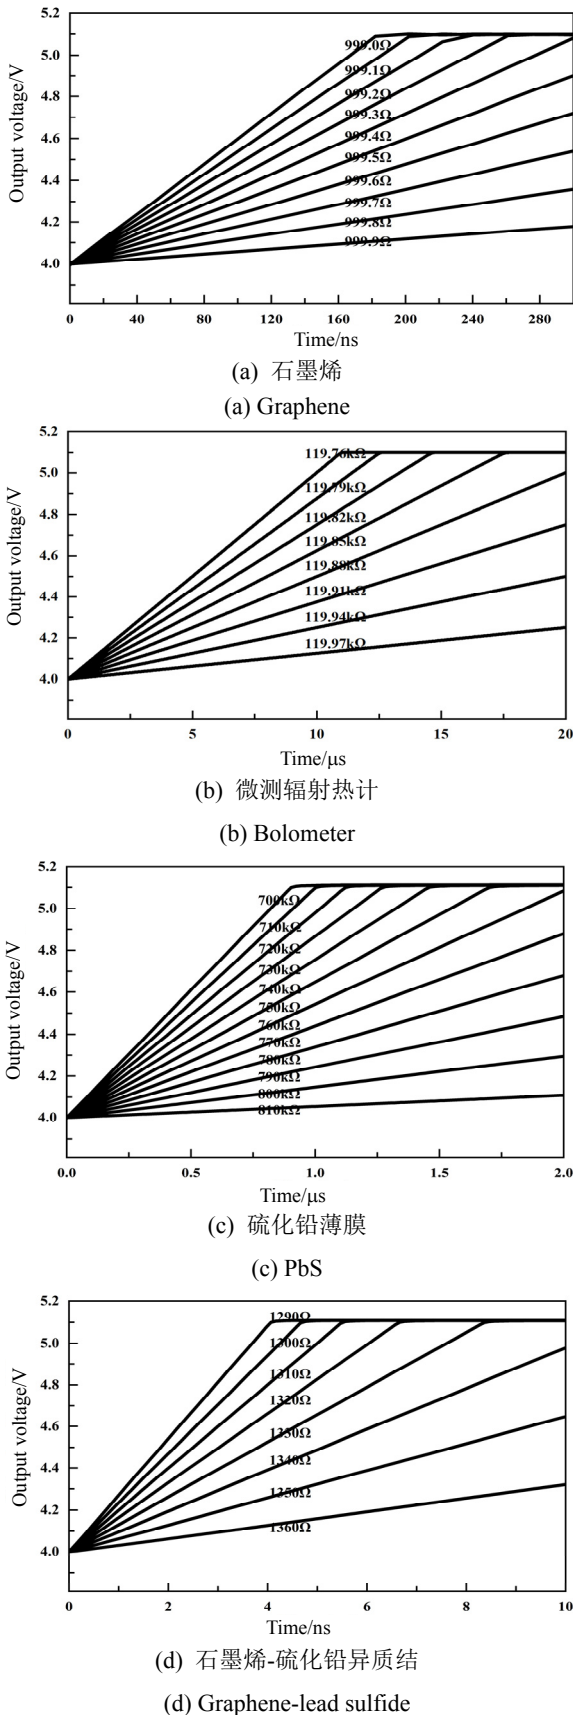 5.2
5.0
4.8
4.6
4.4
4.2
4.0
Output voltage/V
999.0Ω
999.1Ω
999.2Ω
999.3Ω
999.4Ω
999.5Ω
999.6Ω
999.7Ω
999.8Ω
999.9Ω
0 40 80 120 160 200 240 280
Time/ns
(a) 石墨烯
(a) Graphene
5.2
5.0
4.8
4.6
4.4
4.2
4.0
Output voltage/V
119.76kΩ
119.79kΩ
119.82kΩ
119.85kΩ
119.88kΩ
119.91kΩ
119.94kΩ
119.97kΩ
0 5 10 15 20
Time/μs
(b) 微测辐射热计
(b) Bolometer
5.2
5.0
4.8
4.6
4.4
4.2
4.0
Output voltage/V
700kΩ
710kΩ
720kΩ
730kΩ
740kΩ
750kΩ
760kΩ
770kΩ
780kΩ
790kΩ
800kΩ
810kΩ
0.0 0.5 1.0 1.5 2.0
Time/μs
(c) 硫化铅薄膜
(c) PbS
5.2
5.0
4.8
4.6
4.4
4.2
4.0
Output voltage/V
1290Ω
1300Ω
1310Ω
1320Ω
1330Ω
1340Ω
1350Ω
1360Ω
0 2 4 6 8 10
Time/ns
(d) 石墨烯-硫化铅异质结
(d) Graphene-lead sulfide